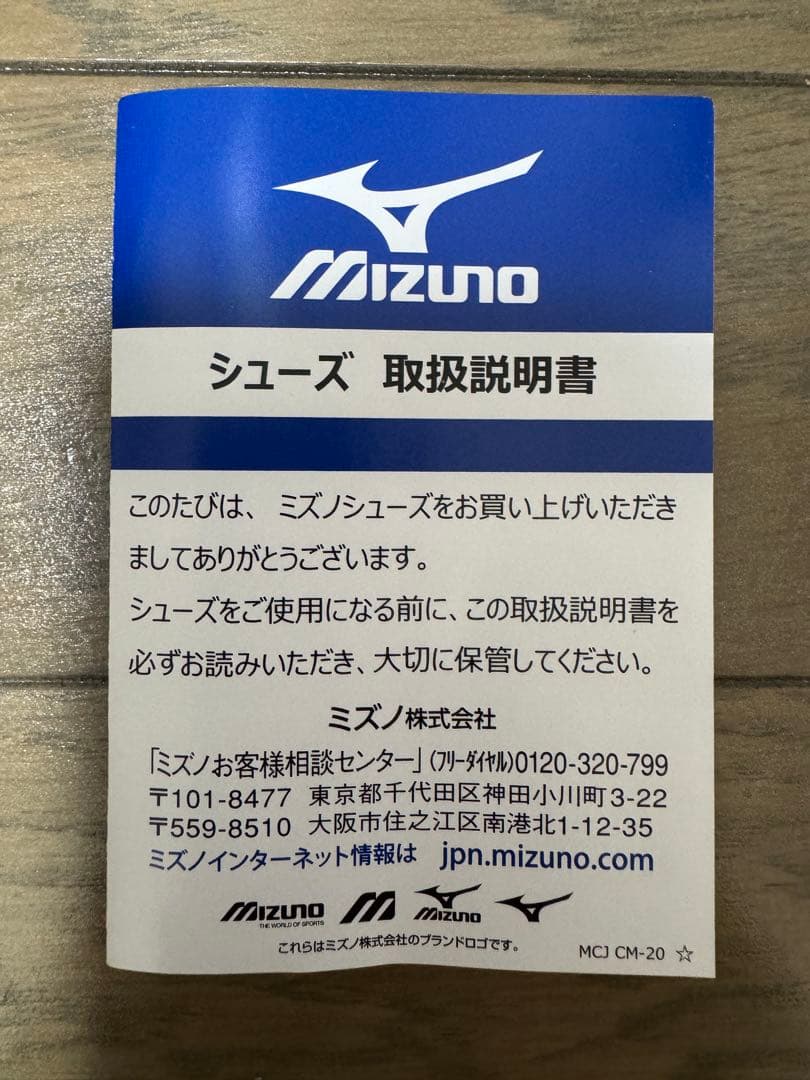 MIZUNO
シューズ 取扱説明書
このたびは、ミズノシューズをお買い上げいただき
ましてありがとうございます。
シューズをご使用になる前に、この取扱説明書を
必ずお読みいただき、大切に保管してください。
ミズノ株式会社
「ミズノお客様相談センター」(フリーダイヤル)0120-320-799
〒101-8477 東京都千代田区神田小川町3-22
〒559-8510 大阪市住之江区南港北1-12-35
ミズノインターネット情報は jpn.mizuno.com
MIZUNO MIZUNO
THE WORLD OF SPORTS
これらはミズノ株式会社のブランドロゴです。
MCJ CM-20 ☆